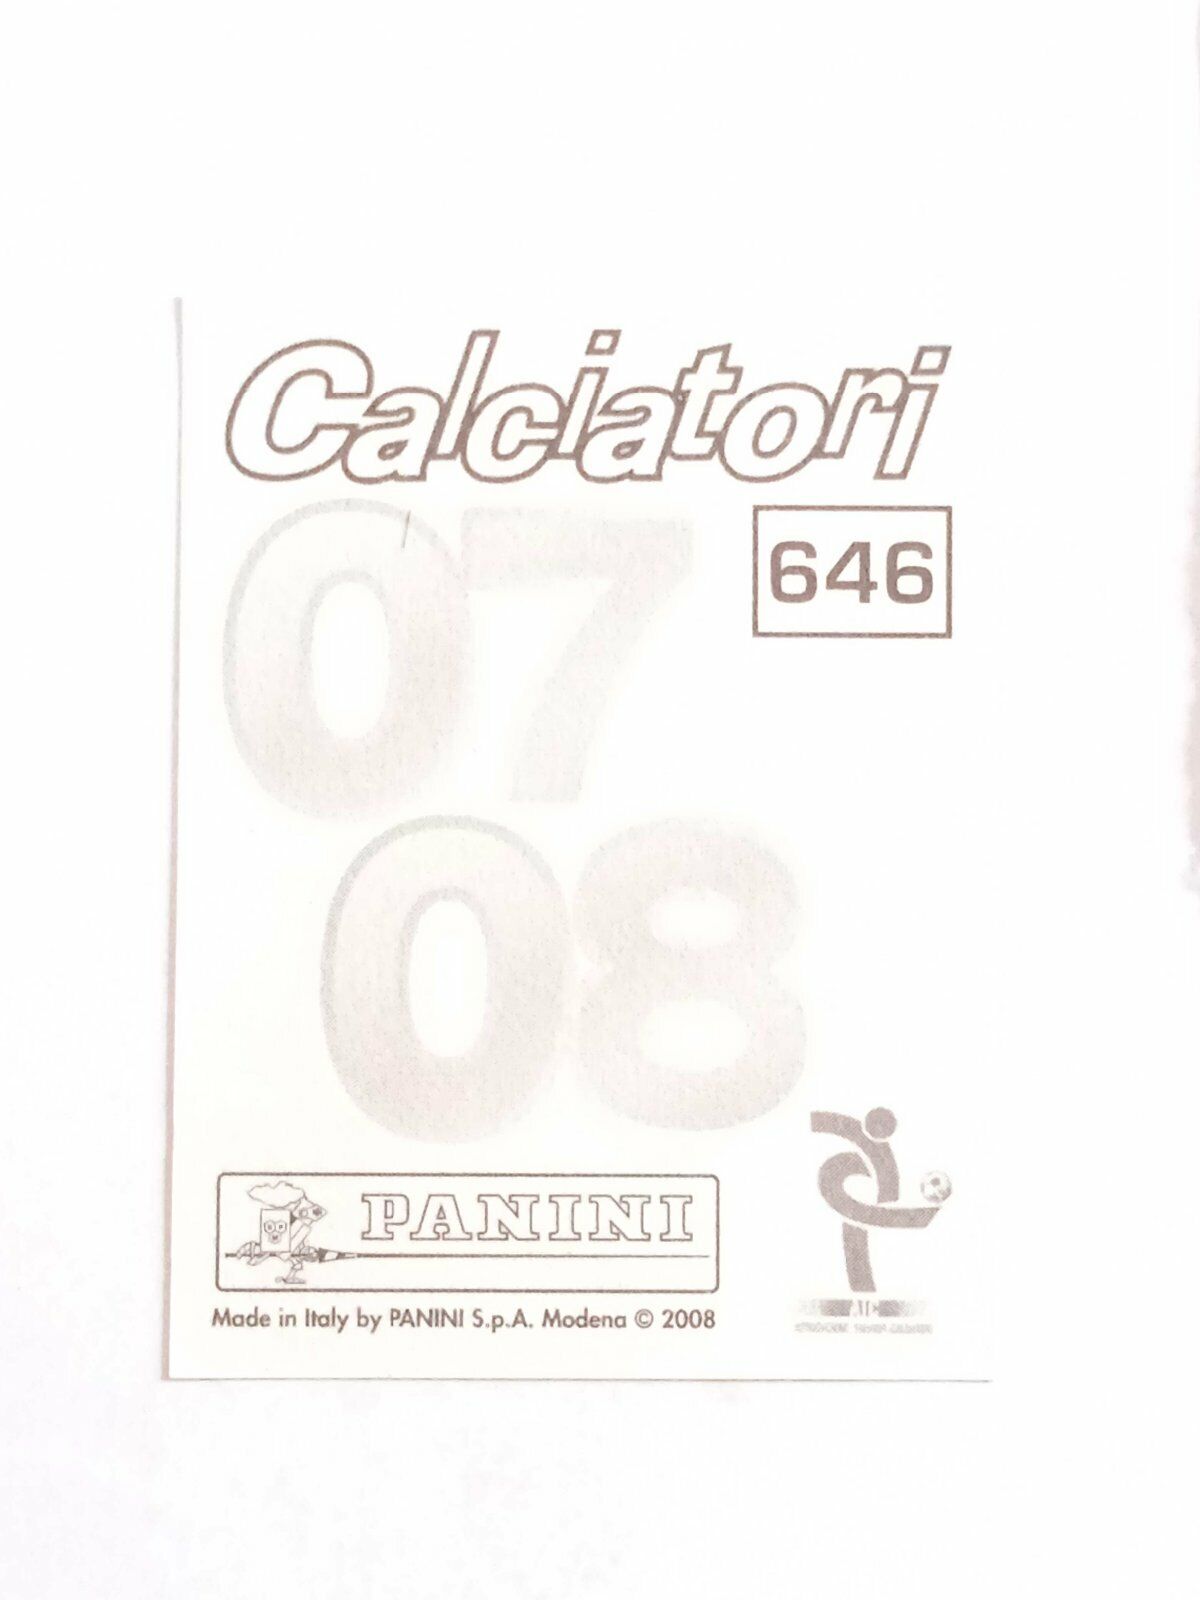 Calciatori
07
646
08
PANINI
Made in Italy by PANINI S.p.A. Modena © 2008